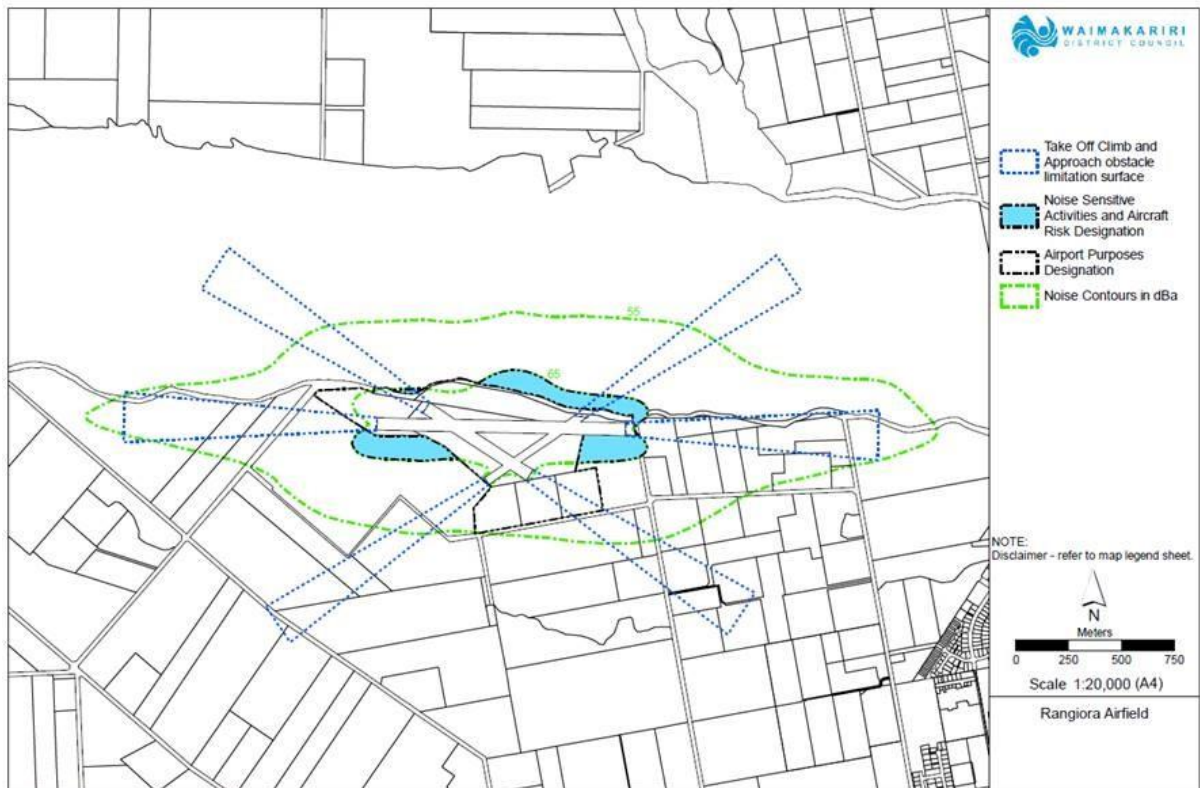 WAIMAKARIRI
DISTRICT COUNCIL
Take Off Climb and
Approach obstacle
limitation surface
Noise Sensitive
Activities and Aircraft
Risk Designation
Airport Purposes
Designation
Noise Contours in dBa
55
65
NOTE:
Disclaimer - refer to map legend sheet.
N
Meters
0 250 500 750
Scale 1:20,000 (A4)
Rangiora Airfield